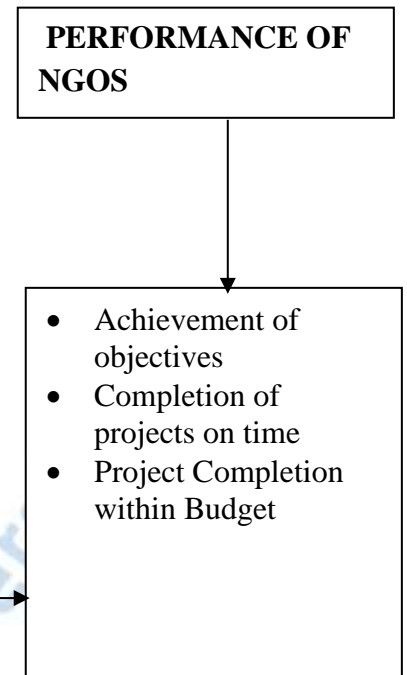 PERFORMANCE OF
NGOS
• Achievement of
objectives
• Completion of
projects on time
• Project Completion
within Budget